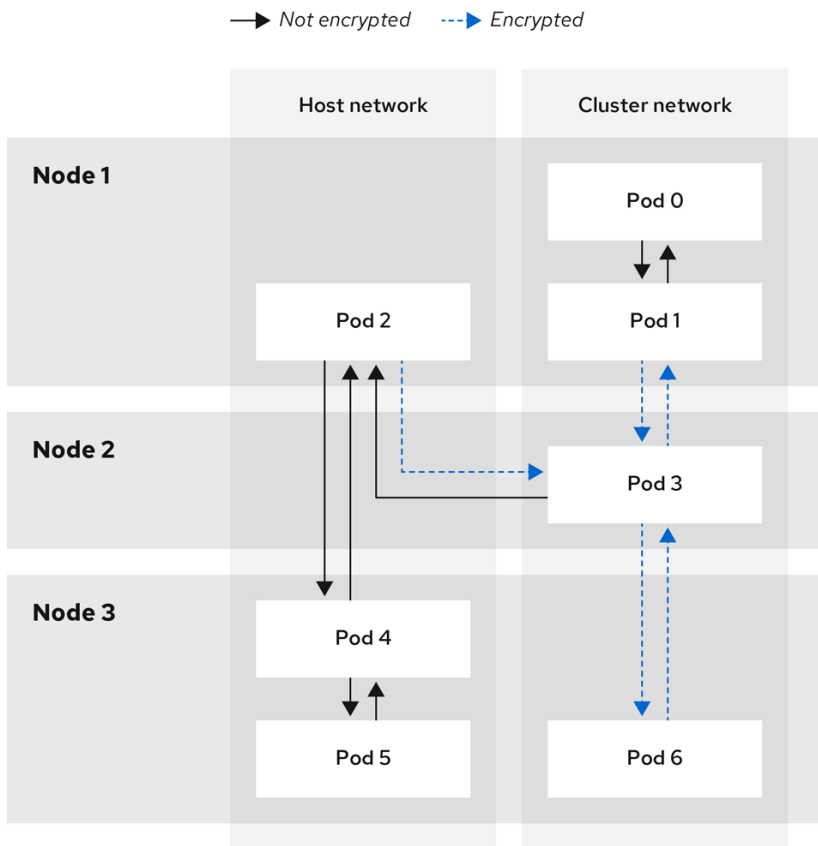 Not encrypted
Encrypted
Host network
Cluster network
Node 1
Pod 0
Pod 2
Pod 1
Node 2
Pod 3
Node 3
Pod 4
Pod 5
Pod 6